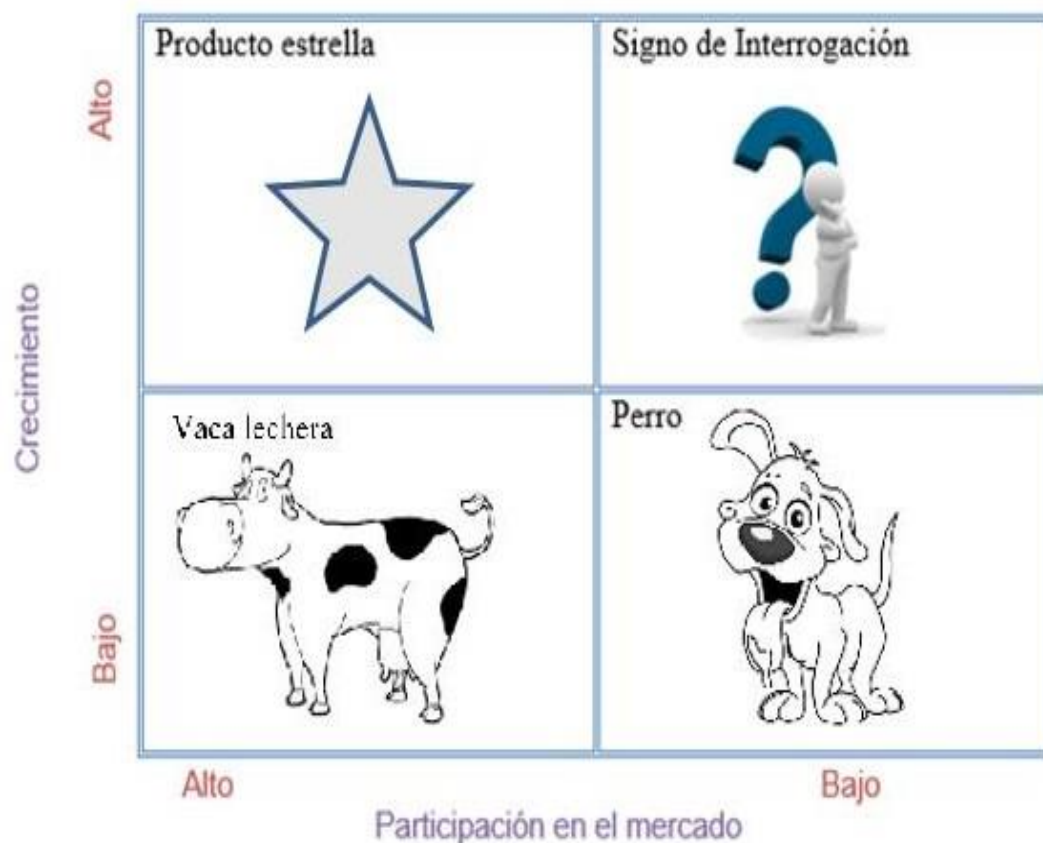 Producto estrella
Signo de Interrogación
Alto
Crecimiento
Vaca lechera
Perro
Bajo
Alto
Bajo
Participación en el mercado